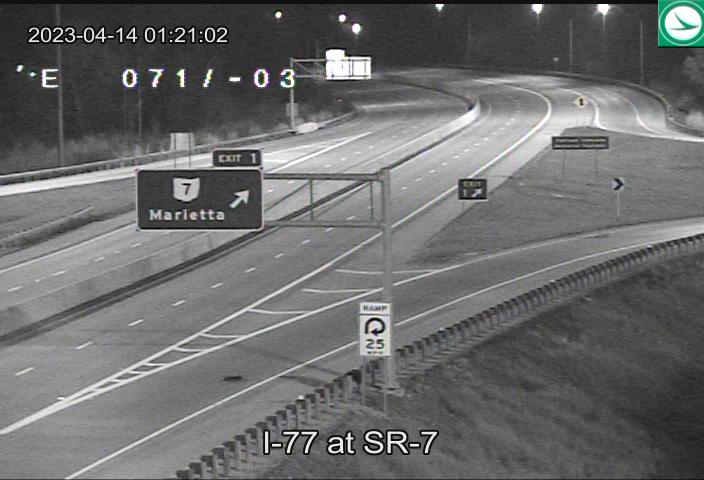 2023-04-14 01:21:02
E 071/-03
EXIT 1
7
Marietta
EXIT
1
RAMP
25
MPH
I-77 at SR-7